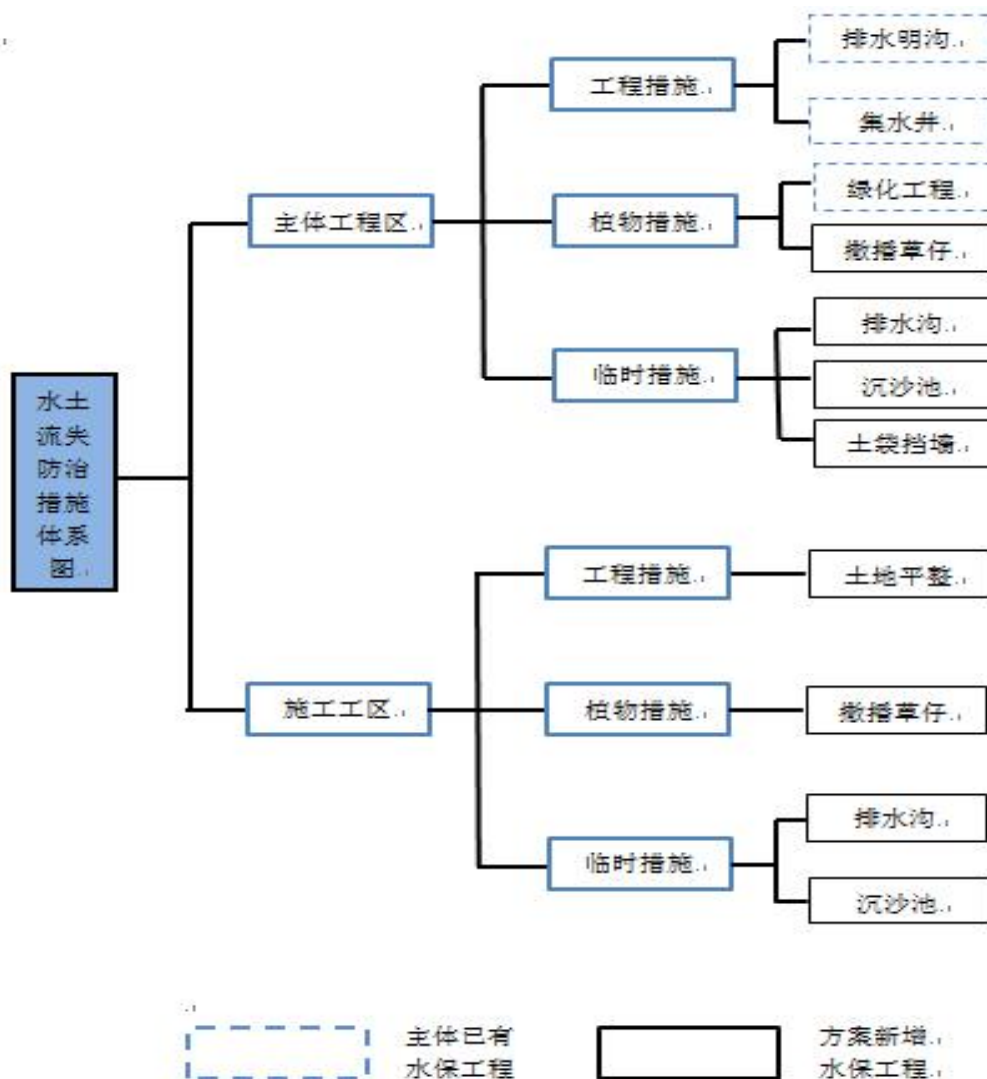 排水明沟
工程措施
集水井
绿化工程
主体工程区
植物措施
撒播草仔
排水沟
临时措施
沉沙池
土袋挡墙
水土
流失
防治
措施
体系
图
工程措施
土地平整
施工工区
植物措施
撒播草仔
排水沟
临时措施
沉沙池
主体已有
水保工程
方案新增
水保工程